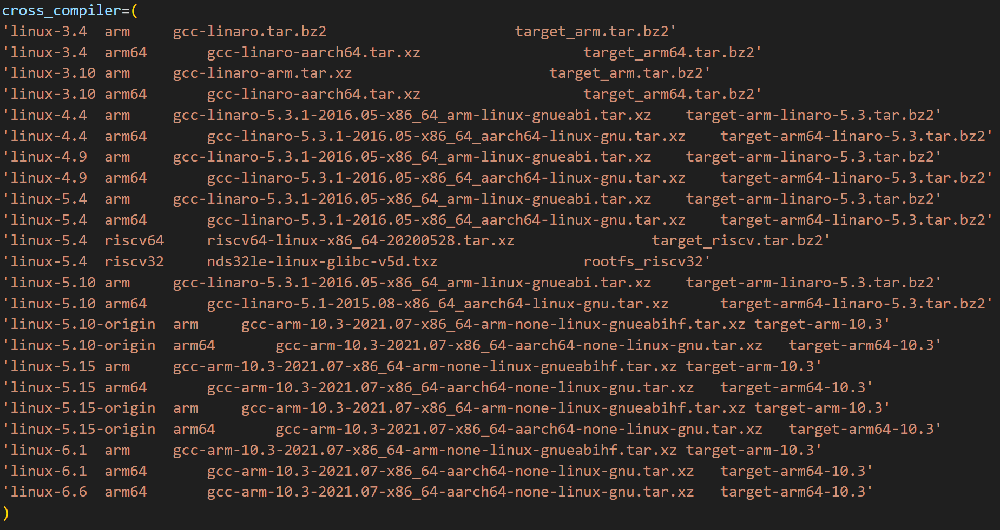 cross_compiler=(
'linux-3.4  arm     gcc-linaro.tar.bz2                      target_arm.tar.bz2'
'linux-3.4  arm64       gcc-linaro-aarch64.tar.xz                   target_arm64.tar.bz2'
'linux-3.10 arm     gcc-linaro-arm.tar.xz                       target_arm.tar.bz2'
'linux-3.10 arm64       gcc-linaro-aarch64.tar.xz                   target_arm64.tar.bz2'
'linux-4.4  arm     gcc-linaro-5.3.1-2016.05-x86_64_arm-linux-gnueabi.tar.xz    target-arm-linaro-5.3.tar.bz2'
'linux-4.4  arm64       gcc-linaro-5.3.1-2016.05-x86_64_aarch64-linux-gnu.tar.xz    target-arm64-linaro-5.3.tar.bz2'
'linux-4.9  arm     gcc-linaro-5.3.1-2016.05-x86_64_arm-linux-gnueabi.tar.xz    target-arm-linaro-5.3.tar.bz2'
'linux-4.9  arm64       gcc-linaro-5.3.1-2016.05-x86_64_aarch64-linux-gnu.tar.xz    target-arm64-linaro-5.3.tar.bz2'
'linux-5.4  arm     gcc-linaro-5.3.1-2016.05-x86_64_arm-linux-gnueabi.tar.xz    target-arm-linaro-5.3.tar.bz2'
'linux-5.4  arm64       gcc-linaro-5.3.1-2016.05-x86_64_aarch64-linux-gnu.tar.xz    target-arm64-linaro-5.3.tar.bz2'
'linux-5.4  riscv64     riscv64-linux-x86_64-20200528.tar.xz                target_riscv.tar.bz2'
'linux-5.4  riscv32     nds32le-linux-glibc-v5d.txz                 rootfs_riscv32'
'linux-5.10 arm     gcc-linaro-5.3.1-2016.05-x86_64_arm-linux-gnueabi.tar.xz    target-arm-linaro-5.3.tar.bz2'
'linux-5.10 arm64       gcc-linaro-5.1-2015.08-x86_64_aarch64-linux-gnu.tar.xz      target-arm64-linaro-5.3.tar.bz2'
'linux-5.10-origin  arm     gcc-arm-10.3-2021.07-x86_64-arm-none-linux-gnueabihf.tar.xz target-arm-10.3'
'linux-5.10-origin  arm64       gcc-arm-10.3-2021.07-x86_64-aarch64-none-linux-gnu.tar.xz   target-arm64-10.3'
'linux-5.15 arm     gcc-arm-10.3-2021.07-x86_64-arm-none-linux-gnueabihf.tar.xz target-arm-10.3'
'linux-5.15 arm64       gcc-arm-10.3-2021.07-x86_64-aarch64-none-linux-gnu.tar.xz   target-arm64-10.3'
'linux-5.15-origin  arm     gcc-arm-10.3-2021.07-x86_64-arm-none-linux-gnueabihf.tar.xz target-arm-10.3'
'linux-5.15-origin  arm64       gcc-arm-10.3-2021.07-x86_64-aarch64-none-linux-gnu.tar.xz   target-arm64-10.3'
'linux-6.1  arm     gcc-arm-10.3-2021.07-x86_64-arm-none-linux-gnueabihf.tar.xz target-arm-10.3'
'linux-6.1  arm64       gcc-arm-10.3-2021.07-x86_64-aarch64-none-linux-gnu.tar.xz   target-arm64-10.3'
'linux-6.6  arm64       gcc-arm-10.3-2021.07-x86_64-aarch64-none-linux-gnu.tar.xz   target-arm64-10.3'
)